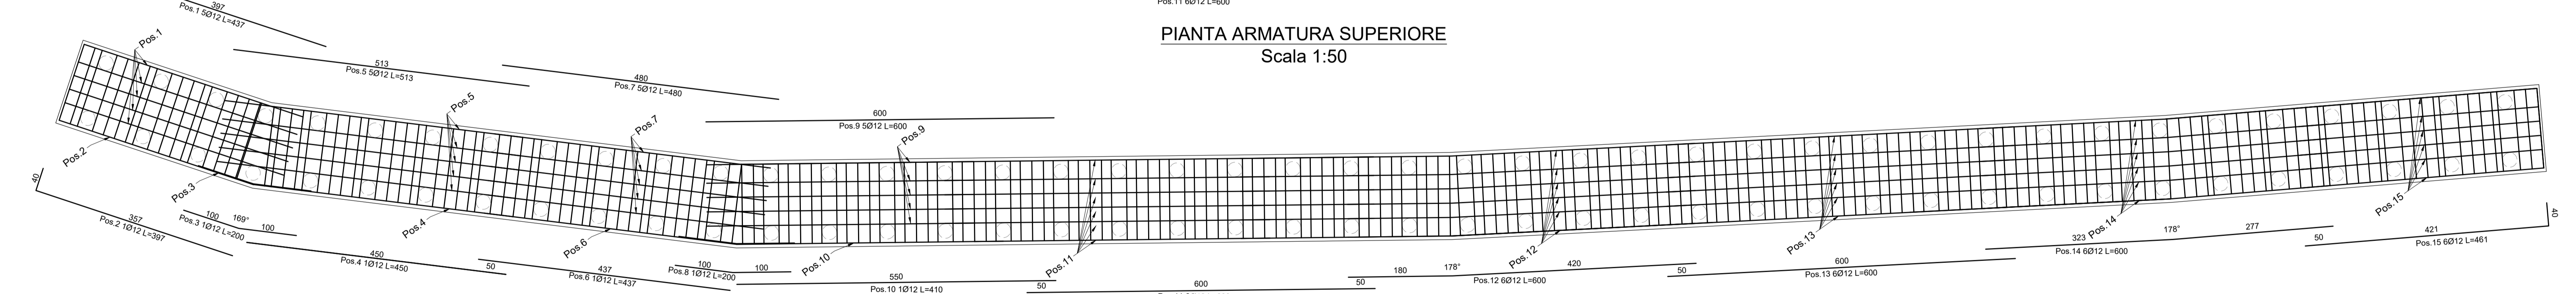 397
Pos.1 5Ø12 L=437
Pos.11 6Ø12 L=600
PIANTA ARMATURA SUPERIORE
Scala 1:50
Pos.1
513
Pos.5 5Ø12 L=513
480
Pos.7 5Ø12 L=480
600
Pos.9 5Ø12 L=600
Pos.5
Pos.7
Pos.9
Pos.2
Pos.3
Pos.4
Pos.6
Pos.10
Pos.11
Pos.12
Pos.13
Pos.14
Pos.15
40
357
Pos.2 1Ø12 L=397
100
169°
100
Pos.3 1Ø12 L=200
450
Pos.4 1Ø12 L=450
50
437
Pos.6 1Ø12 L=437
100
100
Pos.8 1Ø12 L=200
550
Pos.10 1Ø12 L=410
50
600
50
180
178°
420
Pos.12 6Ø12 L=600
50
600
Pos.13 6Ø12 L=600
323
178°
277
Pos.14 6Ø12 L=600
50
421
Pos.15 6Ø12 L=461
40